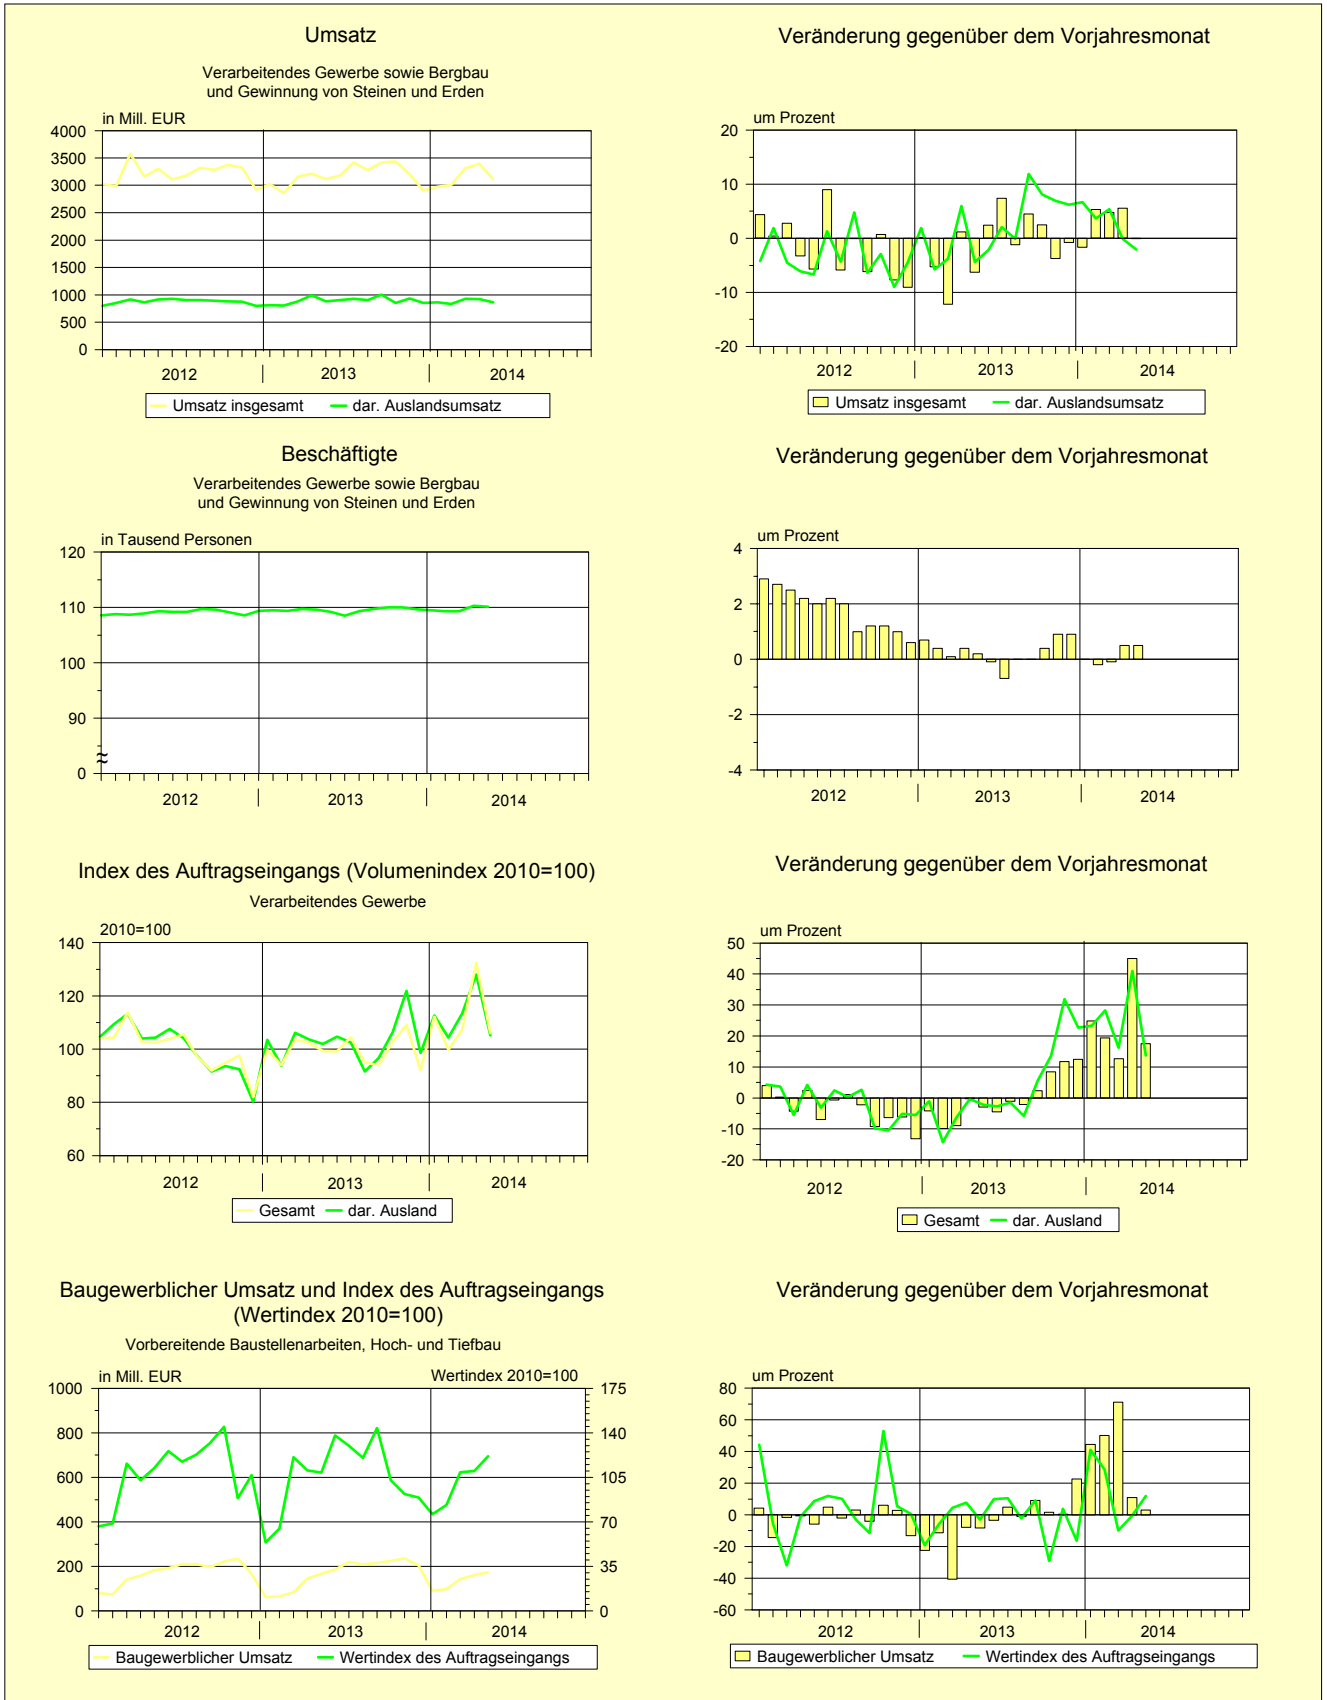 Umsatz
Verarbeitendes Gewerbe sowie Bergbau
und Gewinnung von Steinen und Erden
in Mill. EUR
4000
3500
3000
2500
2000
1500
1000
500
0
2012 2013 2014
Umsatz insgesamt dar. Auslandsumsatz
Veränderung gegenüber dem Vorjahresmonat
um Prozent
20
10
0
-10
-20
2012 2013 2014
Umsatz insgesamt dar. Auslandsumsatz
Beschäftigte
Verarbeitendes Gewerbe sowie Bergbau
und Gewinnung von Steinen und Erden
in Tausend Personen
120
110
100
90
0
2012 2013 2014
Veränderung gegenüber dem Vorjahresmonat
um Prozent
4
2
0
-2
-4
2012 2013 2014
Index des Auftragseingangs (Volumenindex 2010=100)
Verarbeitendes Gewerbe
2010=100
140
120
100
80
60
2012 2013 2014
Gesamt dar. Ausland
Veränderung gegenüber dem Vorjahresmonat
um Prozent
50
40
30
20
10
0
-10
-20
2012 2013 2014
Gesamt dar. Ausland
Baugewerblicher Umsatz und Index des Auftragseingangs
(Wertindex 2010=100)
Vorbereitende Baustellenarbeiten, Hoch- und Tiefbau
in Mill. EUR Wertindex 2010=100
1000 175
800 140
600 105
400 70
200 35
0 0
2012 2013 2014
Baugewerblicher Umsatz Wertindex des Auftragseingangs
Veränderung gegenüber dem Vorjahresmonat
um Prozent
80
60
40
20
0
-20
-40
-60
2012 2013 2014
Baugewerblicher Umsatz Wertindex des Auftragseingangs